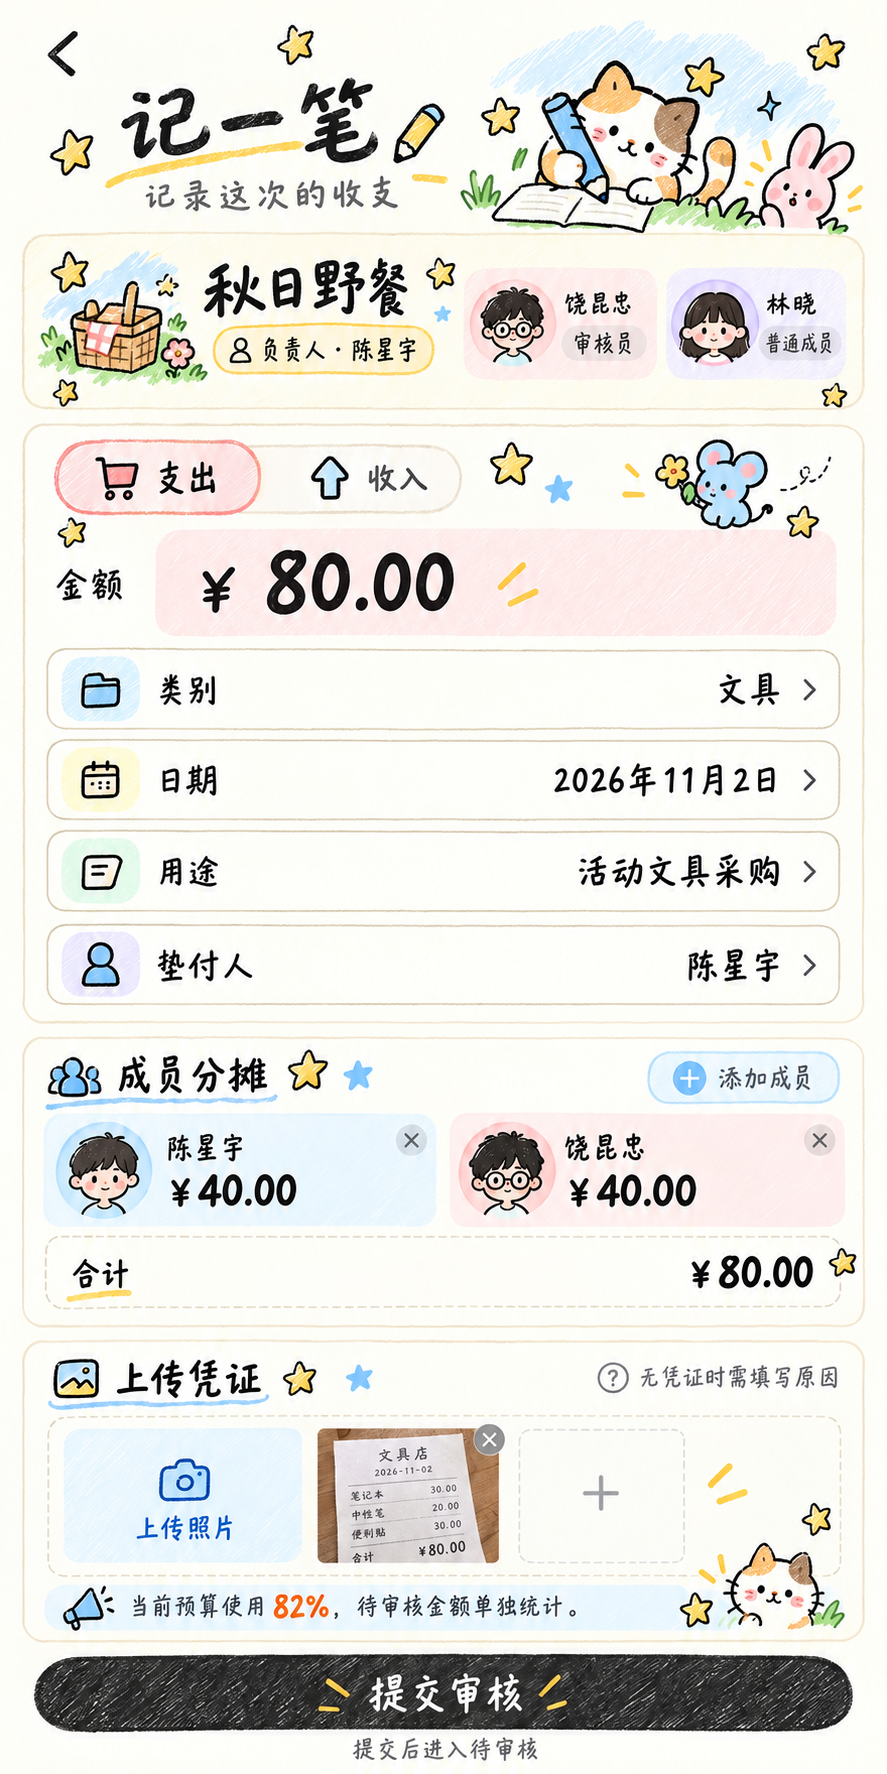 记一笔
记录这次的收支
秋日野餐
负责人·陈星宇
饶昆忠
审核员
林晓
普通成员
支出
收入
金额
¥ 80.00
类别
文具
日期
2026年11月2日
用途
活动文具采购
垫付人
陈星宇
成员分摊
添加成员
陈星宇
¥40.00
饶昆忠
¥40.00
合计
¥80.00
上传凭证
? 无凭证时需填写原因
上传照片
文具店
2026-11-02
笔记本 30.00
中性笔 20.00
便利贴 30.00
合计 ¥80.00
当前预算使用 82%，待审核金额单独统计。
提交审核
提交后进入待审核